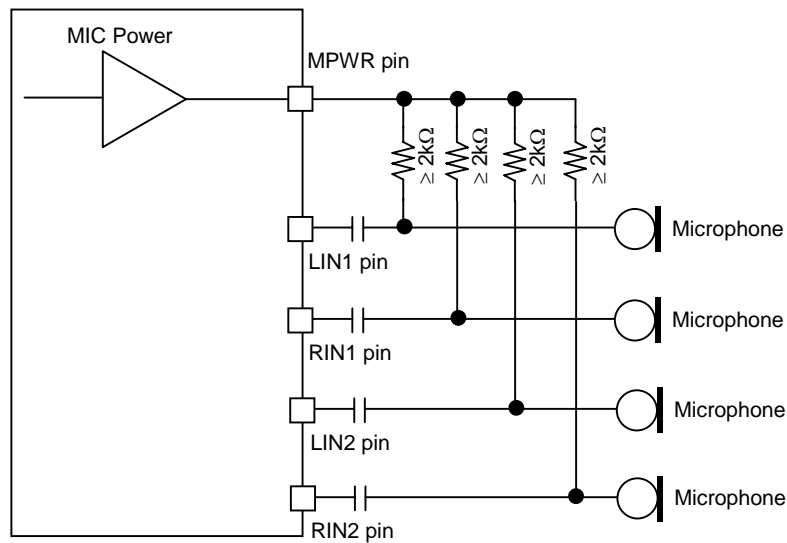 MIC Power
MPWR pin
≥ 2kΩ
≥ 2kΩ
≥ 2kΩ
≥ 2kΩ
Microphone
LIN1 pin
Microphone
RIN1 pin
Microphone
LIN2 pin
Microphone
RIN2 pin